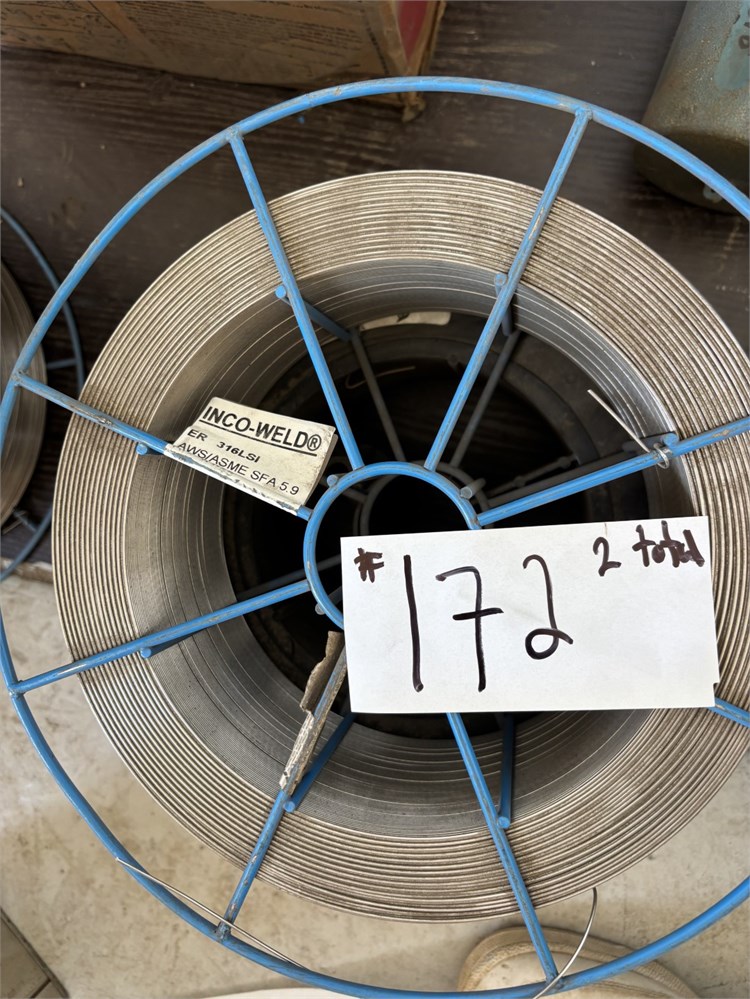 INCO-WELD®
ER 316LSI
AWS/ASME SFA 5.9
# 172 2 total